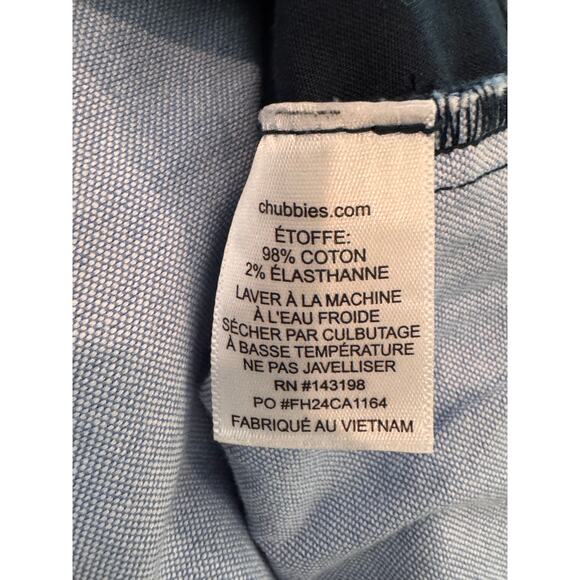 chubbies.com
ÉTOFFE:
98% COTON
2% ÉLASTHANNE
LAVER À LA MACHINE
À L'EAU FROIDE
SÉCHER PAR CULBUTAGE
À BASSE TEMPÉRATURE
NE PAS JAVELLISER
RN #143198
PO #FH24CA1164
FABRIQUÉ AU VIETNAM